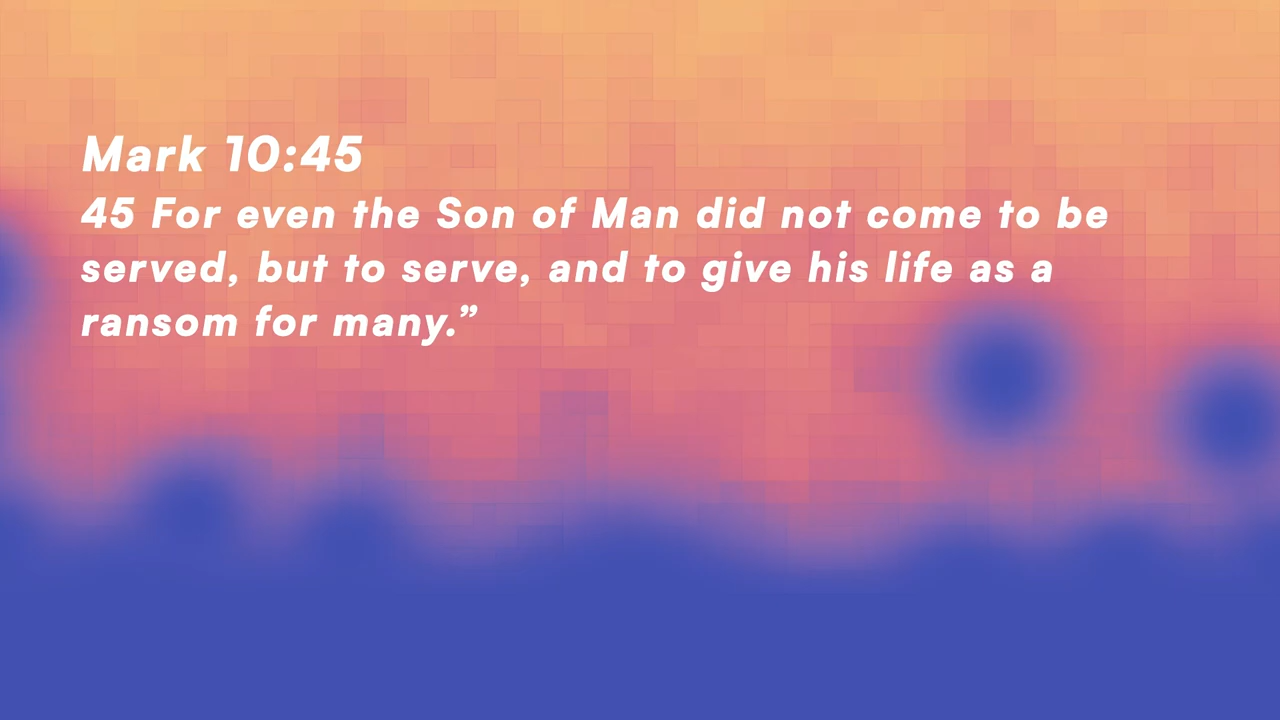 Mark 10:45
45 For even the Son of Man did not come to be
served, but to serve, and to give his life as a
ransom for many.”